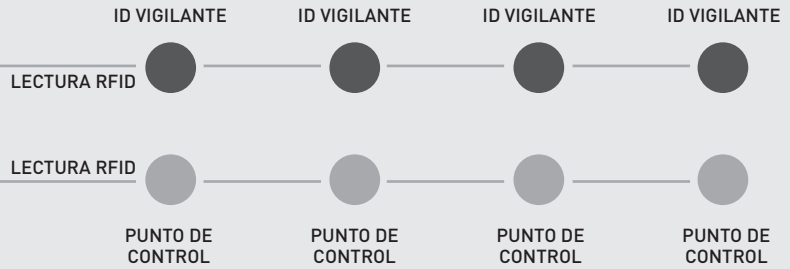 ID VIGILANTE ID VIGILANTE ID VIGILANTE ID VIGILANTE
LECTURA RFID
LECTURA RFID
PUNTO DE PUNTO DE PUNTO DE PUNTO DE
CONTROL CONTROL CONTROL CONTROL